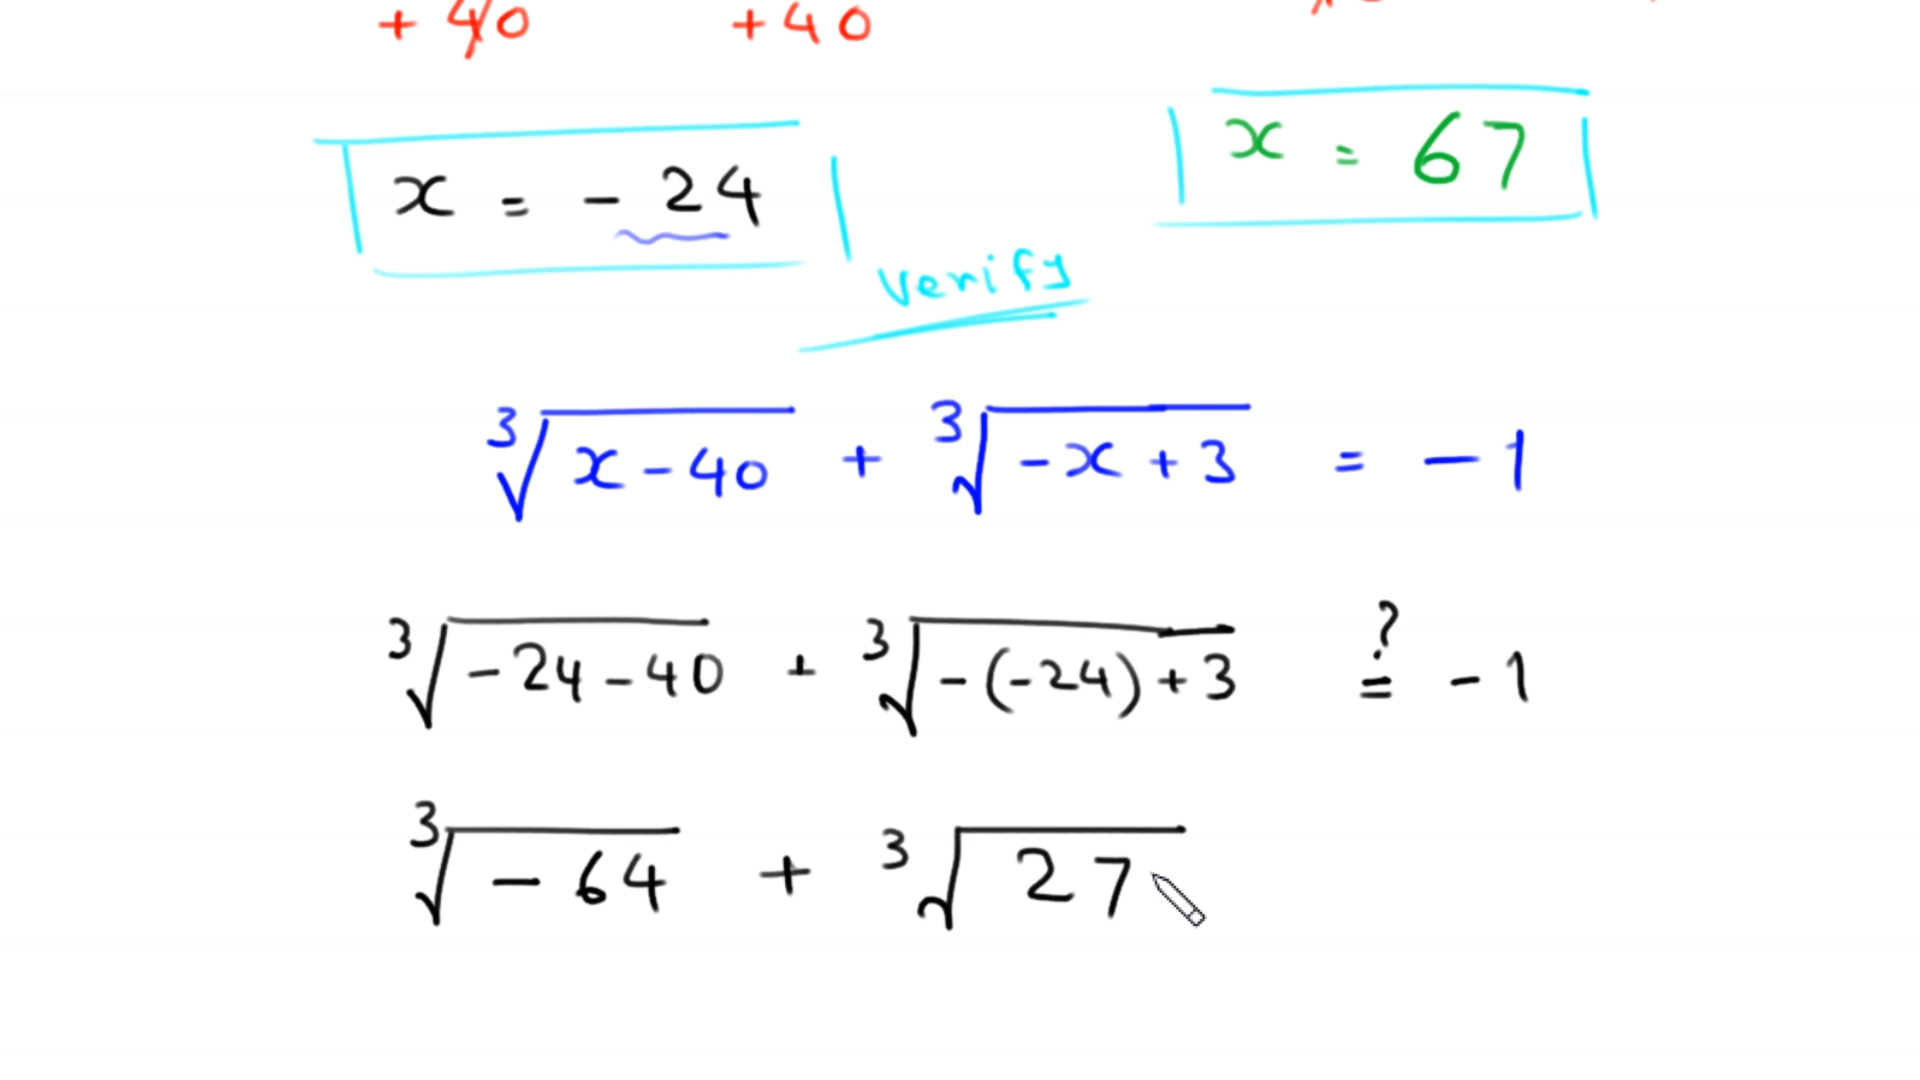 + 40 + 40
x = - 24
x = 67
verify
∛(x - 40) + ∛(-x + 3) = -1
∛(-24 - 40) + ∛(-(-24) + 3) ≟ -1
∛(-64) + ∛27